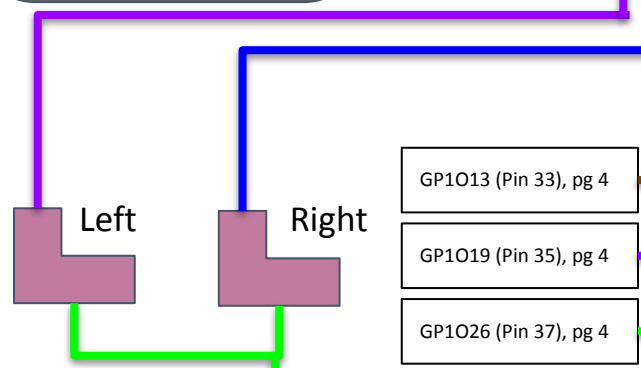 Left
Right
GP1O13 (Pin 33), pg 4
GP1O19 (Pin 35), pg 4
GP1O26 (Pin 37), pg 4